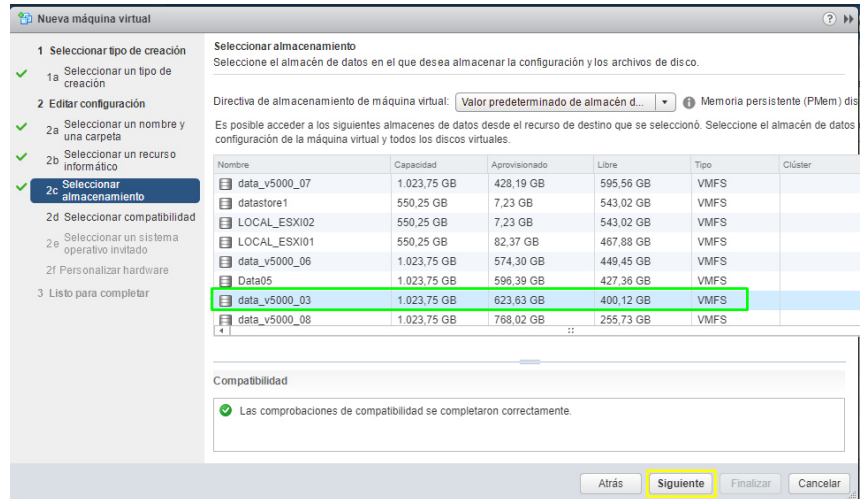 Nueva máquina virtual
1 Seleccionar tipo de creación
1a Seleccionar un tipo de
creación
2 Editar configuración
2a Seleccionar un nombre y
una carpeta
2b Seleccionar un recurso
informático
2c Seleccionar
almacenamiento
2d Seleccionar compatibilidad
2e Seleccionar un sistema
operativo invitado
2f Personalizar hardware
3 Listo para completar
Seleccionar almacenamiento
Seleccione el almacén de datos en el que desea almacenar la configuración y los archivos de disco.
Directiva de almacenamiento de máquina virtual: Valor predeterminado de almacén d... Memoria persistente (PMem) dis
Es posible acceder a los siguientes almacenes de datos desde el recurso de destino que se seleccionó. Seleccione el almacén de datos
configuración de la máquina virtual y todos los discos virtuales.
Nombre Capacidad Aprovisionado Libre Tipo Clúster
data_v5000_07 1.023,75 GB 428,19 GB 595,56 GB VMFS
datastore1 550,25 GB 7,23 GB 543,02 GB VMFS
LOCAL_ESXI02 550,25 GB 7,23 GB 543,02 GB VMFS
LOCAL_ESXI01 550,25 GB 82,37 GB 467,88 GB VMFS
data_v5000_06 1.023,75 GB 574,30 GB 449,45 GB VMFS
Data05 1.023,75 GB 596,39 GB 427,36 GB VMFS
data_v5000_03 1.023,75 GB 623,63 GB 400,12 GB VMFS
data_v5000_08 1.023,75 GB 768,02 GB 255,73 GB VMFS
Compatibilidad
Las comprobaciones de compatibilidad se completaron correctamente.
Atrás Siguiente Finalizar Cancelar